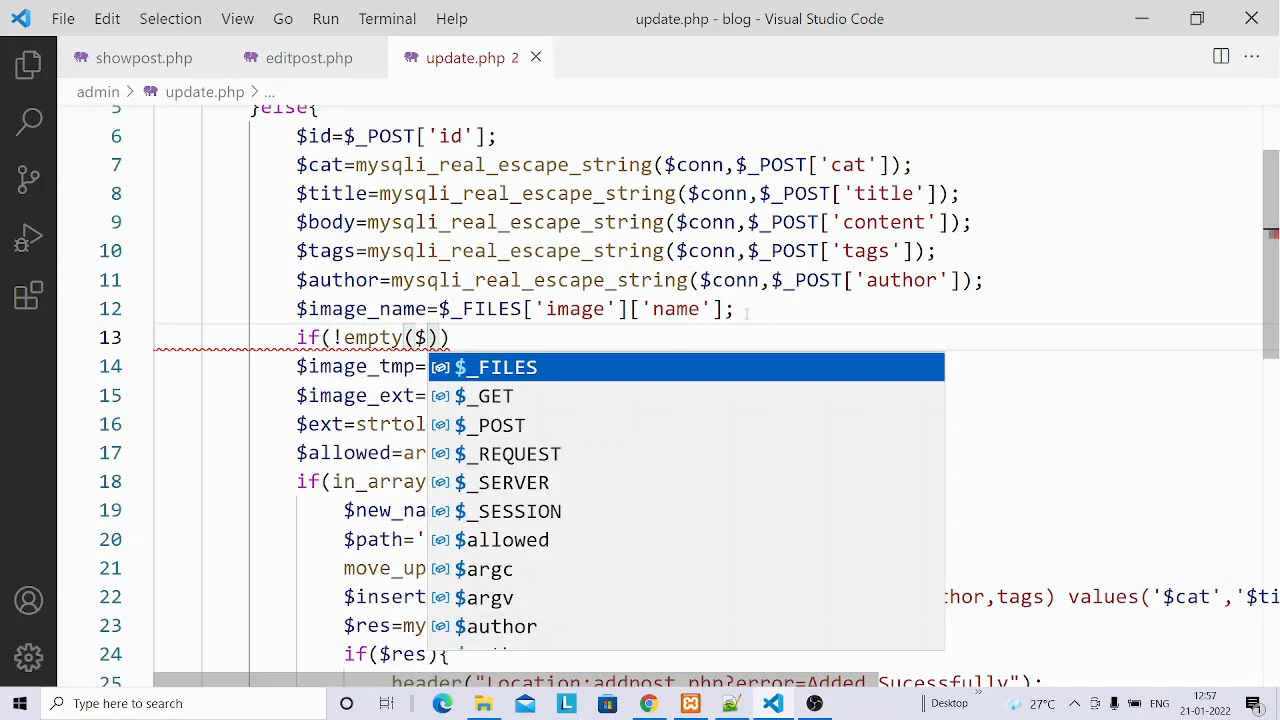 File Edit Selection View Go Run Terminal Help update.php - blog - Visual Studio Code
showpost.php editpost.php update.php 2
admin > update.php > ...
5 }else{
6 $id=$_POST['id'];
7 $cat=mysqli_real_escape_string($conn,$_POST['cat']);
8 $title=mysqli_real_escape_string($conn,$_POST['title']);
9 $body=mysqli_real_escape_string($conn,$_POST['content']);
10 $tags=mysqli_real_escape_string($conn,$_POST['tags']);
11 $author=mysqli_real_escape_string($conn,$_POST['author']);
12 $image_name=$_FILES['image']['name'];
13 if(!empty($))
14 $image_tmp= $_FILES
15 $image_ext= $_GET
16 $ext=strtol $_POST
17 $allowed=ar $_REQUEST
18 if(in_array $_SERVER
19 $new_na $_SESSION
20 $path=' $allowed
21 move_up $argc
22 $insert $argv hor,tags) values('$cat','$ti
23 $res=my $author
24 if($res){
25 header("Location:addpost.php?error=Added Sucessfully");
Type here to search Desktop 27°C 12:57
21-01-2022